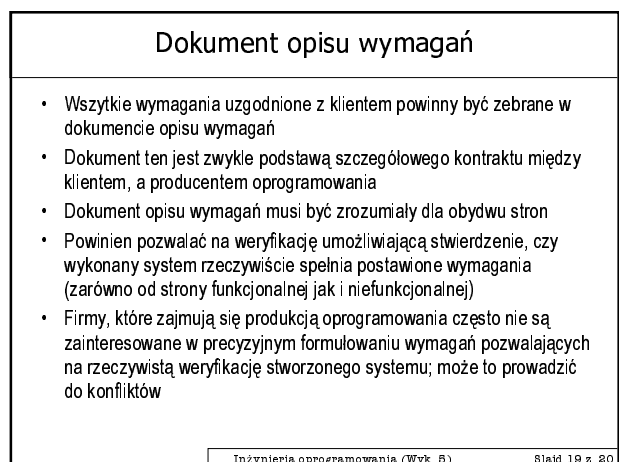 Dokument opisu wymagań
• Wszytkie wymagania uzgodnione z klientem powinny być zebrane w
dokumencie opisu wymagań
• Dokument ten jest zwykle podstawą szczegółowego kontraktu między
klientem, a producentem oprogramowania
• Dokument opisu wymagań musi być zrozumiały dla obydwu stron
• Powinien pozwalać na weryfikację umożliwiającą stwierdzenie, czy
wykonany system rzeczywiście spełnia postawione wymagania
(zarówno od strony funkcjonalnej jak i niefunkcjonalnej)
• Firmy, które zajmują się produkcją oprogramowania często nie są
zainteresowane w precyzyjnym formułowaniu wymagań pozwalających
na rzeczywistą weryfikację stworzonego systemu; może to prowadzić
do konfliktów
Inżynieria oprogramowania (Wyk. 5) Slajd 19 z 20